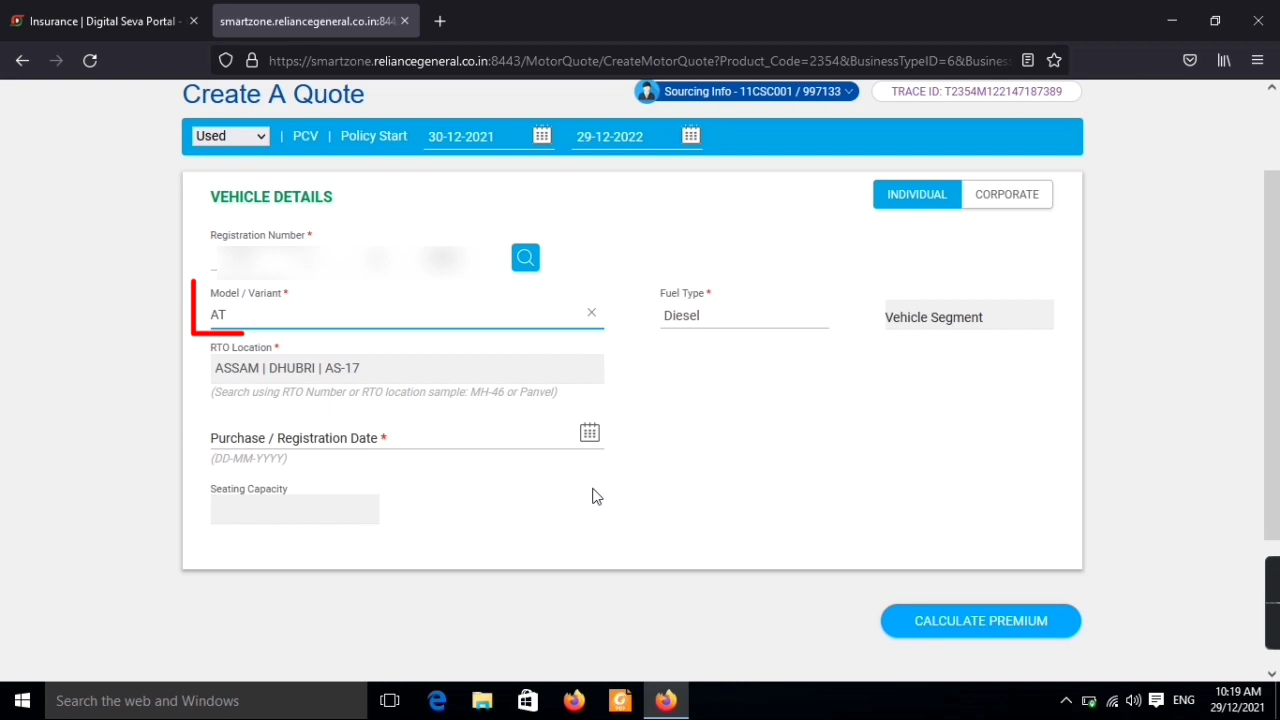 Insurance | Digital Seva Portal -
smartzone.reliancegeneral.co.in:844
https://smartzone.reliancegeneral.co.in:8443/MotorQuote/CreateMotorQuote?Product_Code=2354&BusinessTypeID=6&Busines
Create A Quote
Sourcing Info - 11CSC001 / 997133
TRACE ID: T2354M122147187389
Used | PCV | Policy Start 30-12-2021 29-12-2022
VEHICLE DETAILS
INDIVIDUAL CORPORATE
Registration Number *
Model / Variant * Fuel Type *
AT Diesel Vehicle Segment
RTO Location *
ASSAM | DHUBRI | AS-17
(Search using RTO Number or RTO location sample: MH-46 or Panvel)
Purchase / Registration Date *
(DD-MM-YYYY)
Seating Capacity
CALCULATE PREMIUM
Search the web and Windows
ENG
10:19 AM
29/12/2021